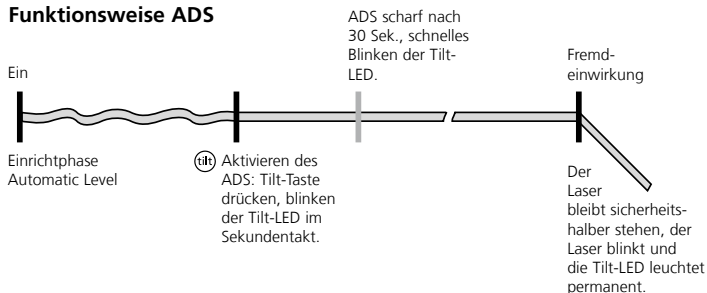 Funktionsweise ADS
Ein
Einrichtphase
Automatic Level
tilt
Aktivieren des
ADS: Tilt-Taste
drücken, blinken
der Tilt-LED im
Sekundentakt.
ADS scharf nach
30 Sek., schnelles
Blinken der Tilt-
LED.
Fremd-
einwirkung
Der
Laser
bleibt sicherheits-
halber stehen, der
Laser blinkt und
die Tilt-LED leuchtet
permanent.